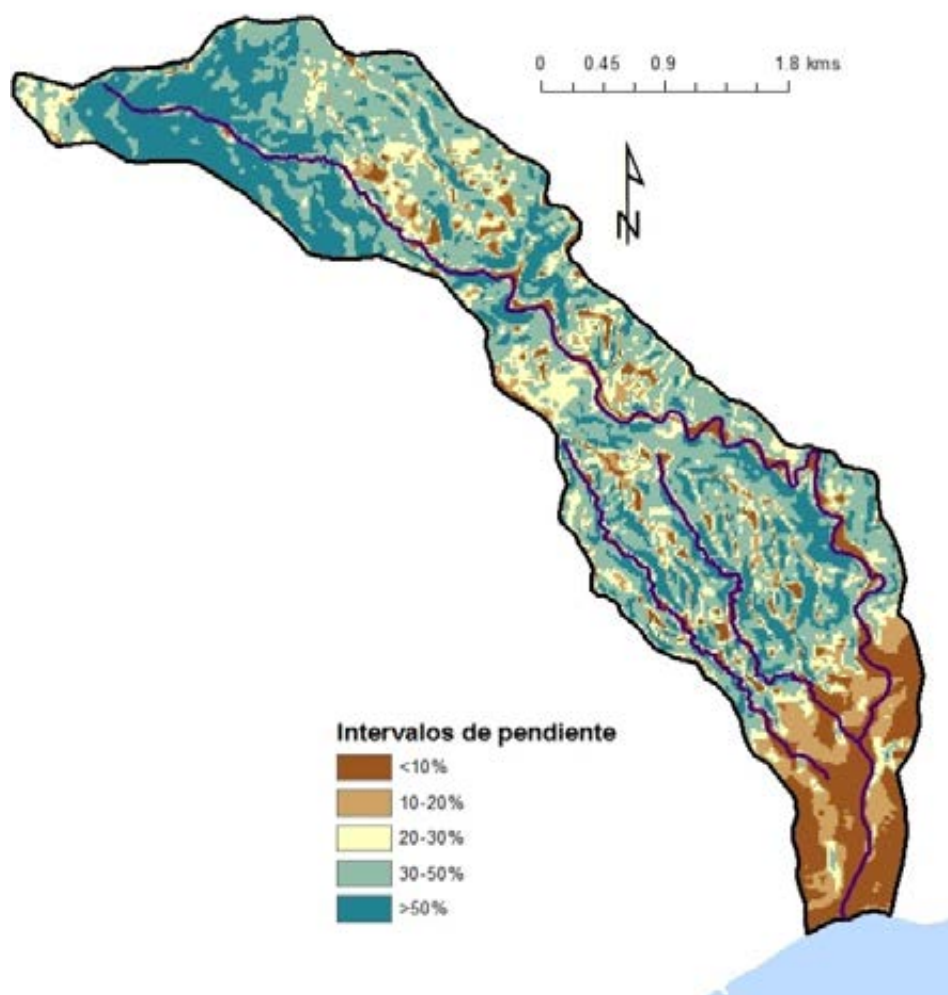 0 0.45 0.9 1.8 kms
N
Intervalos de pendiente
<10%
10-20%
20-30%
30-50%
>50%